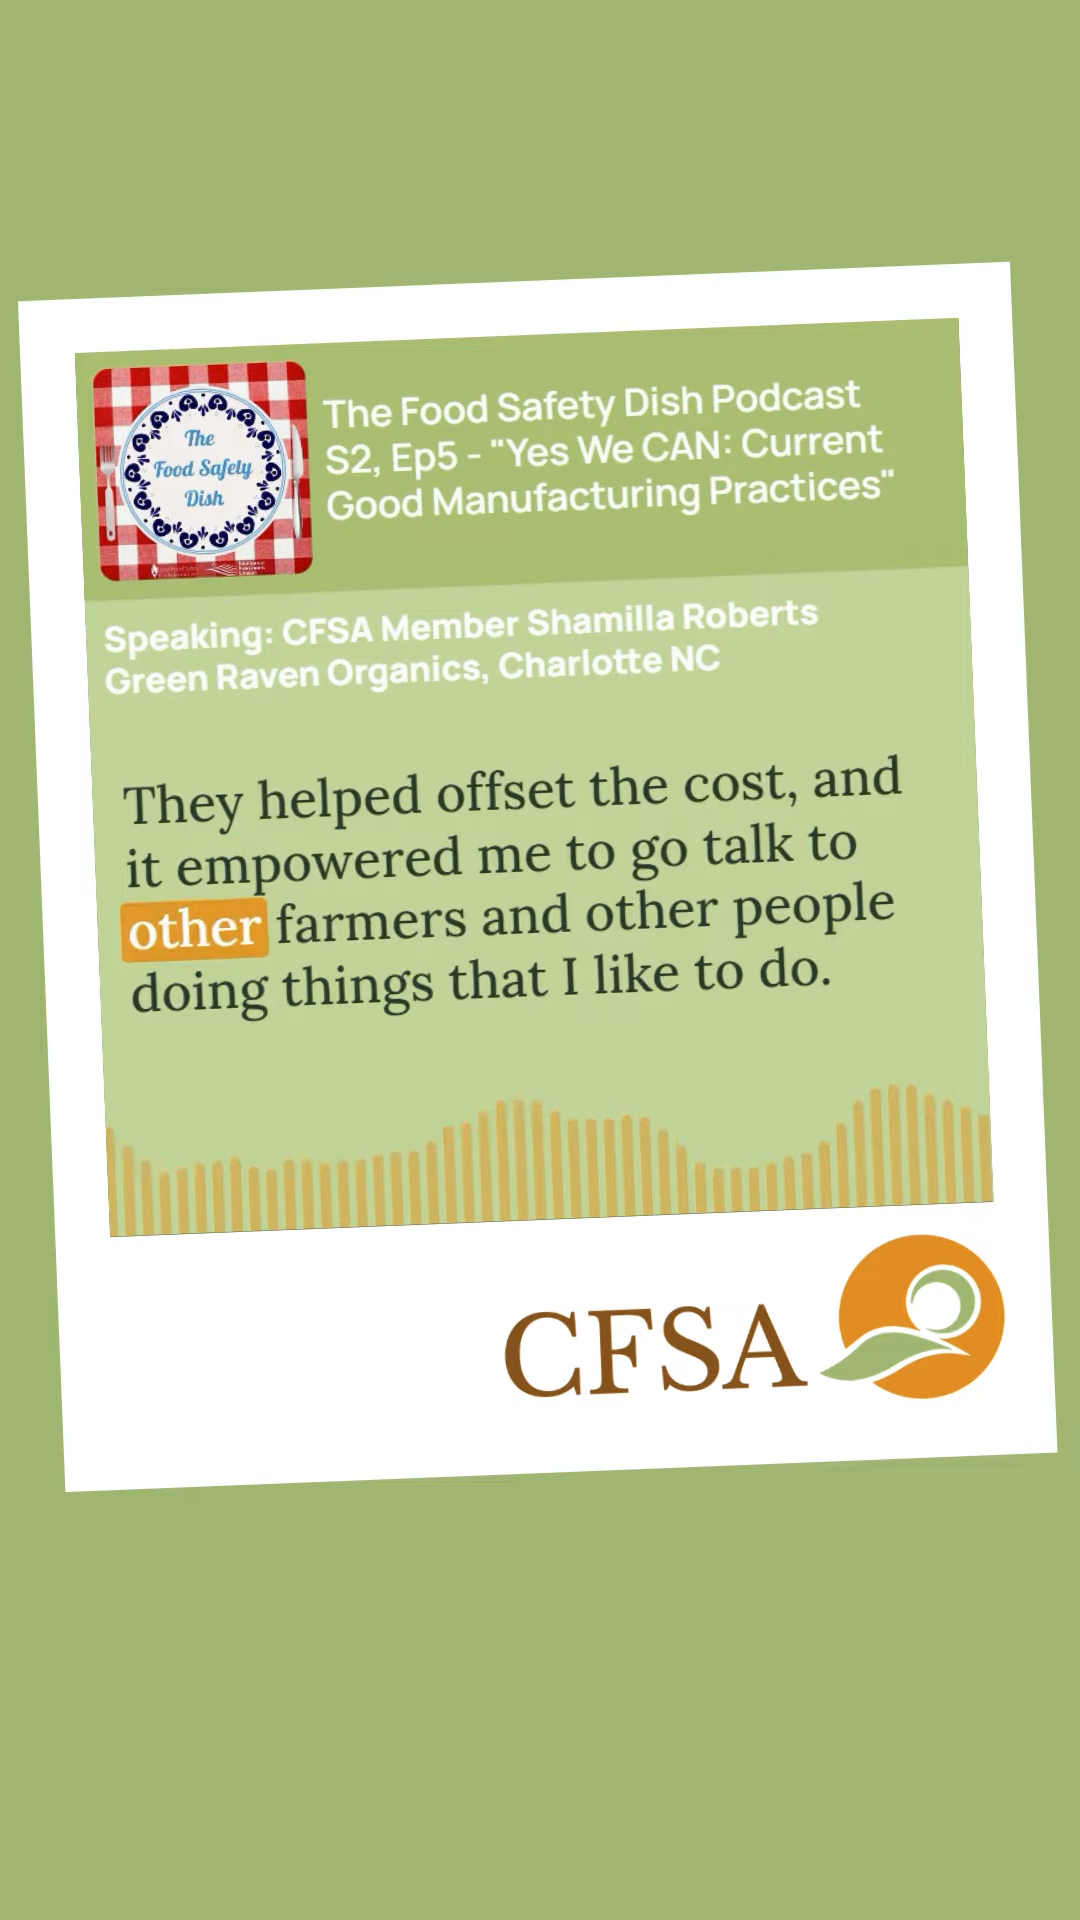 The
Food Safety
Dish
The Food Safety Dish Podcast
S2, Ep5 - "Yes We CAN: Current
Good Manufacturing Practices"
Speaking: CFSA Member Shamilla Roberts
Green Raven Organics, Charlotte NC
They helped offset the cost, and
it empowered me to go talk to
other farmers and other people
doing things that I like to do.
CFSA